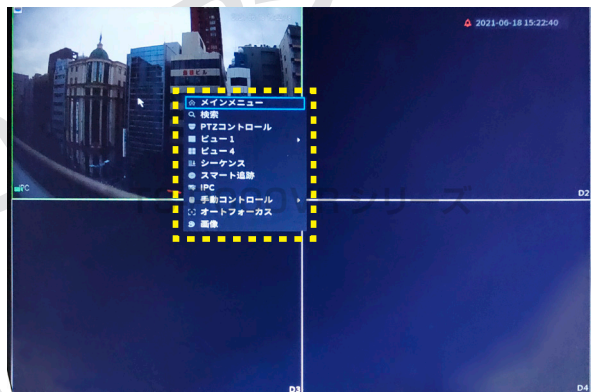 2021-06-18 15:22:40
メインメニュー
検索
PTZコントロール
ビュー1
ビュー4
シーケンス
スマート追跡
IPC
手動コントロール
オートフォーカス
画像
IPC
D2
D3
D4